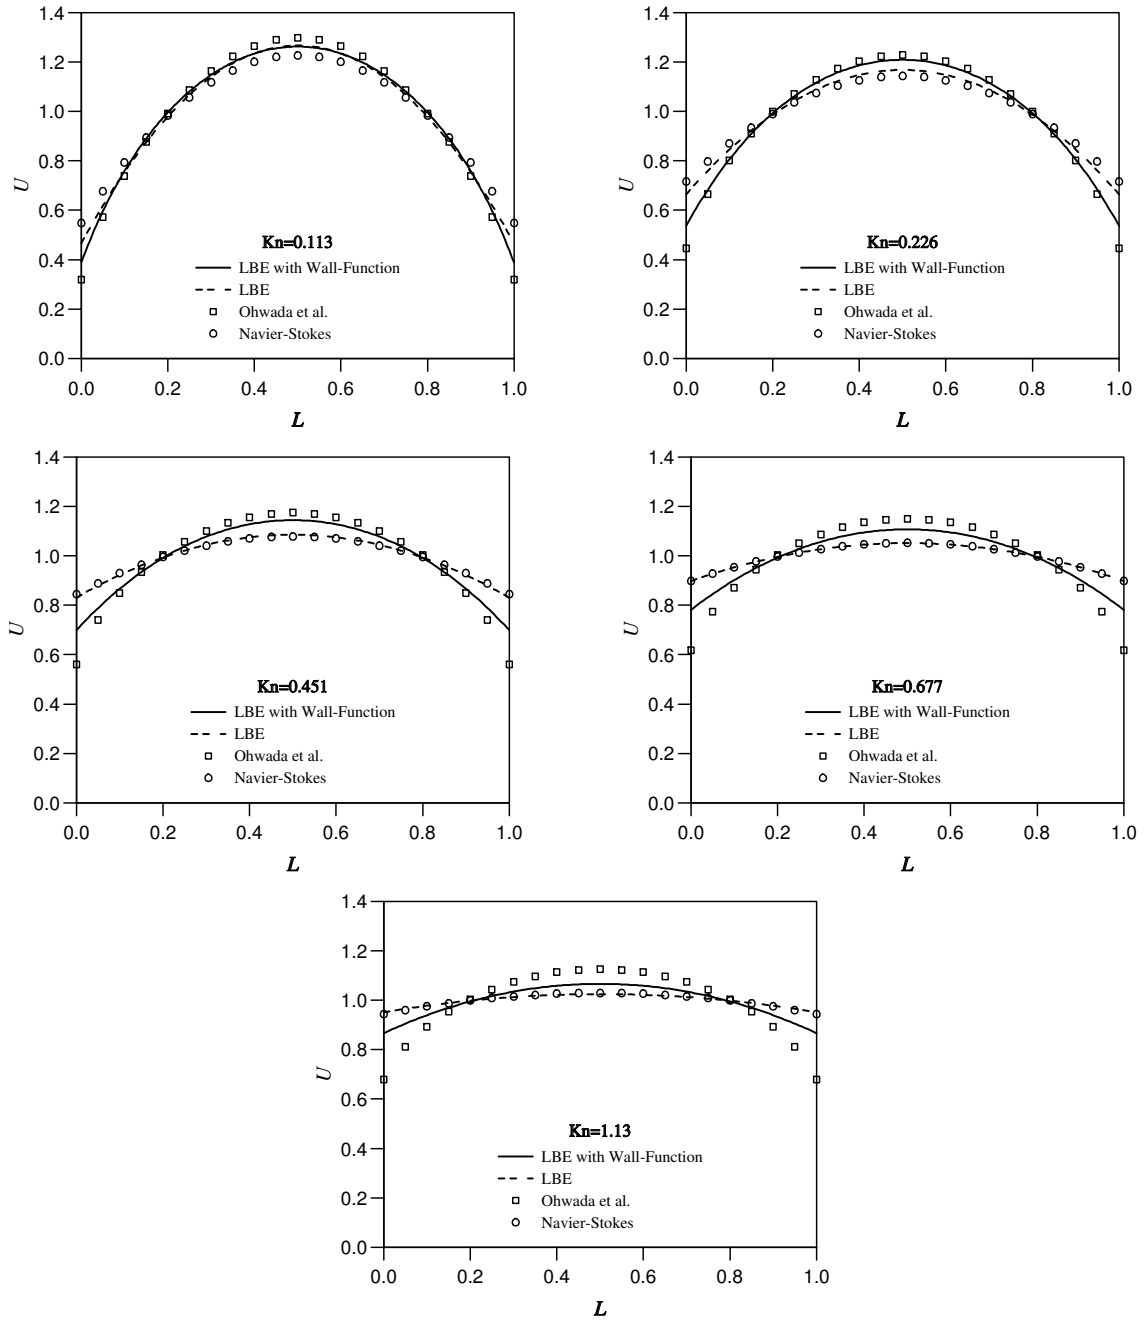 1.4
1.2
1.0
0.8
0.6
0.4
0.2
0.0
U
Kn=0.113
LBE with Wall-Function
LBE
Ohwada et al.
Navier-Stokes
0.0 0.2 0.4 0.6 0.8 1.0
L
1.4
1.2
1.0
0.8
0.6
0.4
0.2
0.0
U
Kn=0.226
LBE with Wall-Function
LBE
Ohwada et al.
Navier-Stokes
0.0 0.2 0.4 0.6 0.8 1.0
L
1.4
1.2
1.0
0.8
0.6
0.4
0.2
0.0
U
Kn=0.451
LBE with Wall-Function
LBE
Ohwada et al.
Navier-Stokes
0.0 0.2 0.4 0.6 0.8 1.0
L
1.4
1.2
1.0
0.8
0.6
0.4
0.2
0.0
U
Kn=0.677
LBE with Wall-Function
LBE
Ohwada et al.
Navier-Stokes
0.0 0.2 0.4 0.6 0.8 1.0
L
1.4
1.2
1.0
0.8
0.6
0.4
0.2
0.0
U
Kn=1.13
LBE with Wall-Function
LBE
Ohwada et al.
Navier-Stokes
0.0 0.2 0.4 0.6 0.8 1.0
L